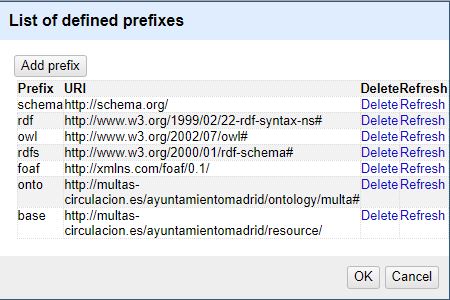 List of defined prefixes
Add prefix
Prefix URI DeleteRefresh
schema http://schema.org/ Delete Refresh
rdf http://www.w3.org/1999/02/22-rdf-syntax-ns# Delete Refresh
owl http://www.w3.org/2002/07/owl# Delete Refresh
rdfs http://www.w3.org/2000/01/rdf-schema# Delete Refresh
foaf http://xmlns.com/foaf/0.1/ Delete Refresh
onto http://multas- Delete Refresh
circulacion.es/ayuntamientomadrid/ontology/multa#
base http://multas- Delete Refresh
circulacion.es/ayuntamientomadrid/resource/
OK Cancel